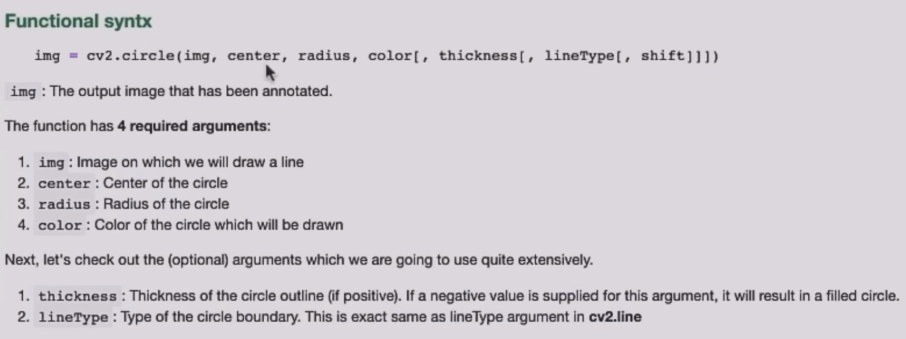 Functional syntx
img = cv2.circle(img, center, radius, color[, thickness[, lineType[, shift]]])
img : The output image that has been annotated.
The function has 4 required arguments:
1. img : Image on which we will draw a line
2. center : Center of the circle
3. radius : Radius of the circle
4. color : Color of the circle which will be drawn
Next, let's check out the (optional) arguments which we are going to use quite extensively.
1. thickness : Thickness of the circle outline (if positive). If a negative value is supplied for this argument, it will result in a filled circle.
2. lineType : Type of the circle boundary. This is exact same as lineType argument in cv2.line